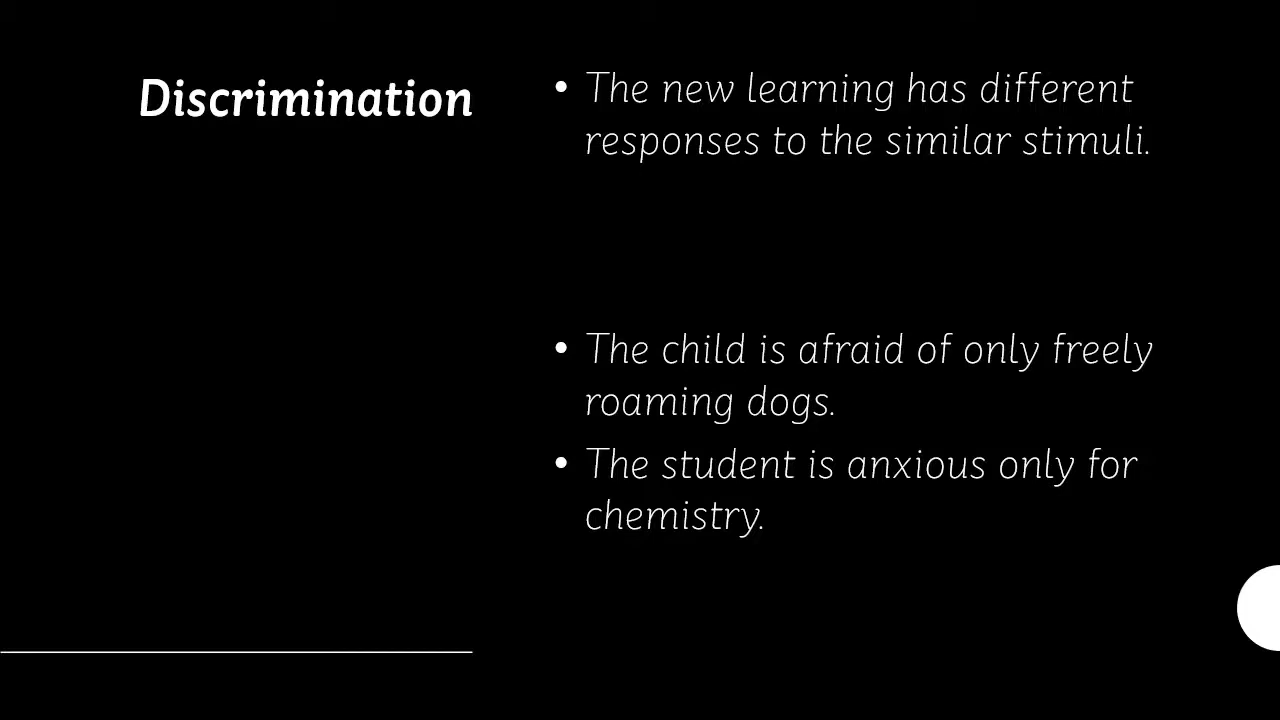 Discrimination
• The new learning has different
responses to the similar stimuli.
• The child is afraid of only freely
roaming dogs.
• The student is anxious only for
chemistry.